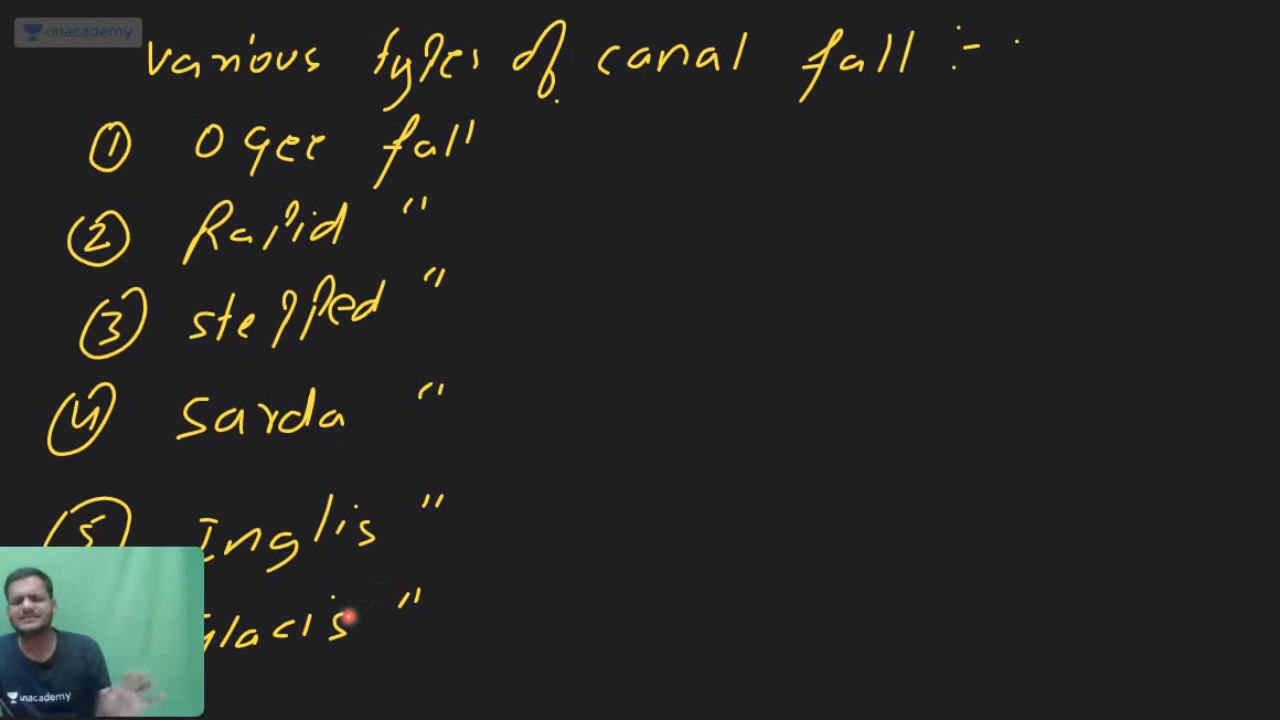 unacademy
various types of canal fall :-
① Ogee fall
② Rapid "
③ stepped "
④ Sarda "
⑤ Inglis "
glacis "
unacademy